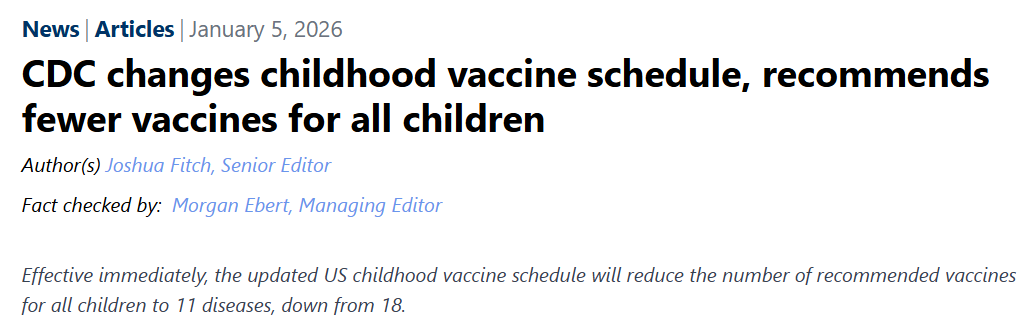 News | Articles | January 5, 2026
CDC changes childhood vaccine schedule, recommends
fewer vaccines for all children
Author(s) Joshua Fitch, Senior Editor
Fact checked by: Morgan Ebert, Managing Editor
Effective immediately, the updated US childhood vaccine schedule will reduce the number of recommended vaccines
for all children to 11 diseases, down from 18.